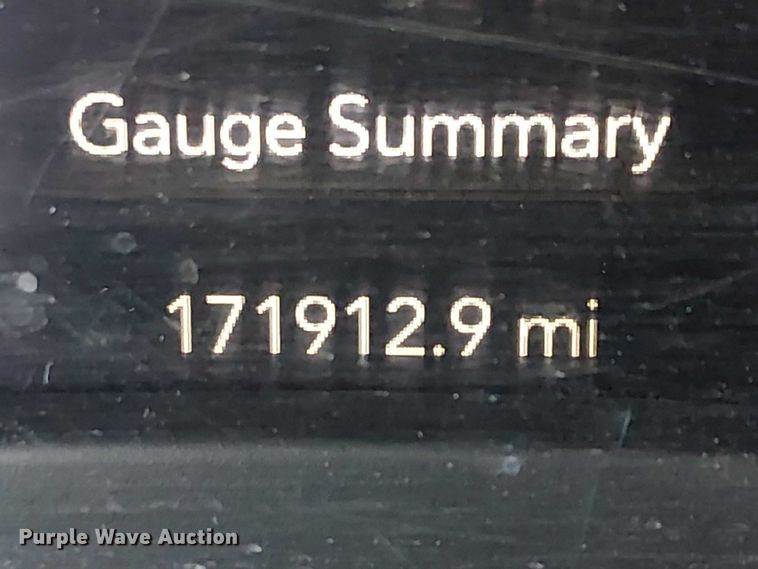 Gauge Summary
171912.9 mi
Purple Wave Auction